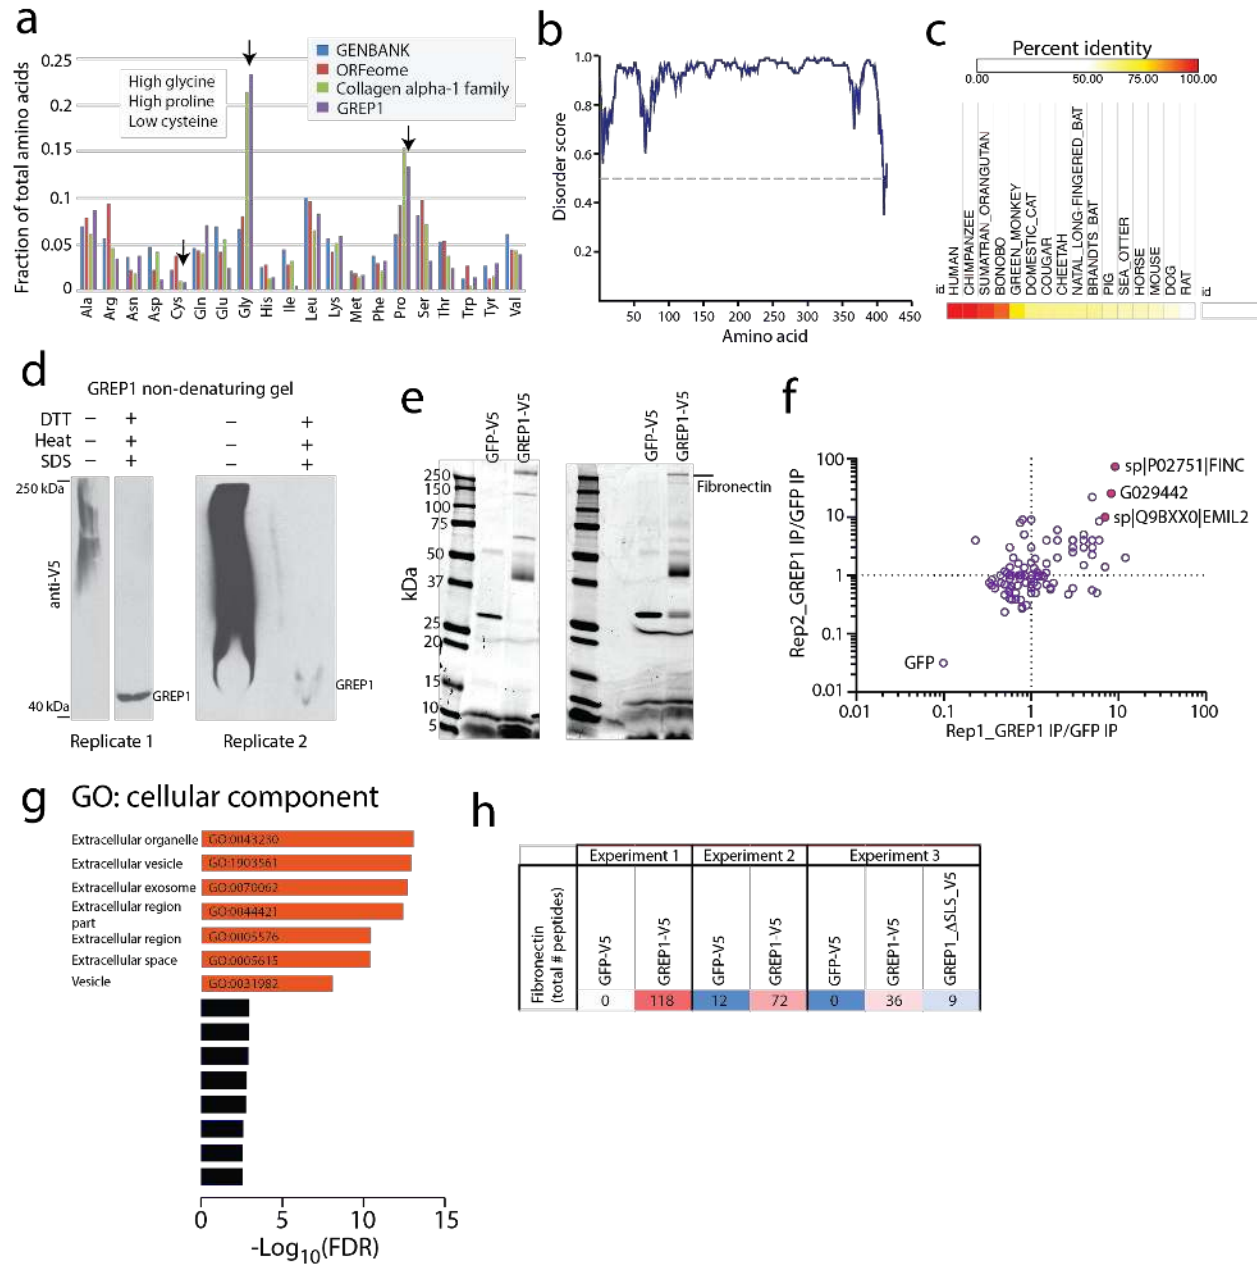 a
Fraction of total amino acids
0.25
0.2
0.15
0.1
0.05
0
High glycine
High proline
Low cysteine
GENBANK
ORFeome
Collagen alpha-1 family
GREP1
Ala
Arg
Asn
Asp
Cys
Gln
Glu
Gly
His
Ile
Leu
Lys
Met
Phe
Pro
Ser
Thr
Trp
Tyr
Val
b
Disorder score
1.0
0.8
0.6
0.4
0.2
50
100
150
200
250
300
350
400
450
Amino acid
c
Percent identity
0.00
50.00
75.00
100.00
id
HUMAN
CHIMPANZEE
SUMATRAN_ORANGUTAN
BONOBO
GREEN_MONKEY
DOMESTIC_CAT
COUGAR
CHEETAH
NATAL_LONG-FINGERED_BAT
BRANDTS_BAT
PIG
SEA_OTTER
HORSE
MOUSE
DOG
RAT
id
d
GREP1 non-denaturing gel
DTT − + − +
Heat − + − +
SDS − + − +
250 kDa
anti-V5
GREP1
GREP1
40 kDa
Replicate 1
Replicate 2
e
GFP-V5
GREP1-V5
GFP-V5
GREP1-V5
kDa
250
150
100
75
50
37
25
20
15
10
5
Fibronectin
f
Rep2_GREP1 IP/GFP IP
100
10
1
0.1
0.01
sp|P02751|FINC
G029442
sp|Q9BXX0|EMIL2
GFP
0.01
0.1
1
10
100
Rep1_GREP1 IP/GFP IP
g
GO: cellular component
Extracellular organelle GO:0043230
Extracellular vesicle GO:1903561
Extracellular exosome GO:0070062
Extracellular region part GO:0044421
Extracellular region GO:0005576
Extracellular space GO:0005615
Vesicle GO:0031982
0
5
10
15
-Log10(FDR)
h
Experiment 1
Experiment 2
Experiment 3
Fibronectin
(total # peptides)
GFP-V5
GREP1-V5
GFP-V5
GREP1-V5
GFP-V5
GREP1-V5
GREP1_ΔSLS_V5
0
118
12
72
0
36
9